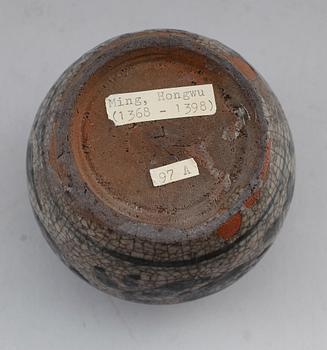 Ming, Hongwu
(1368 - 1398)
97 A